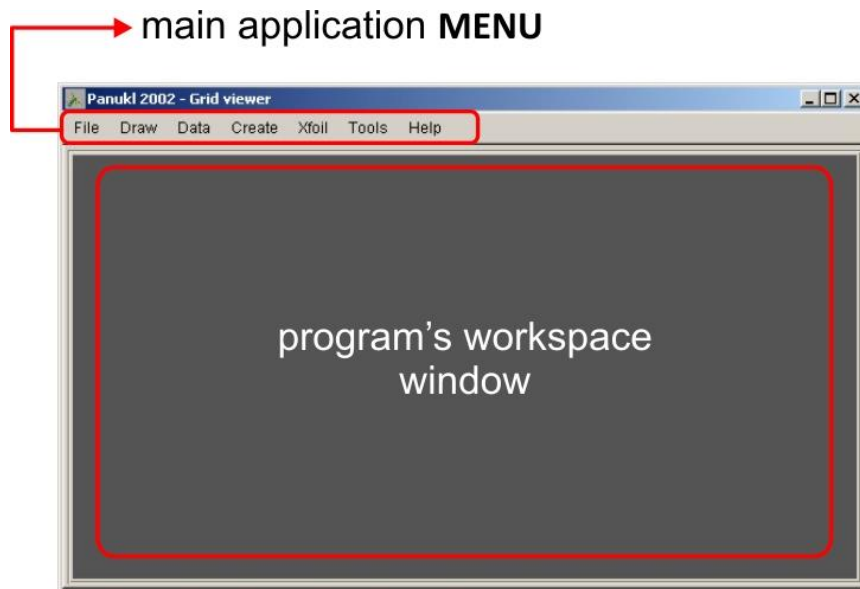 main application MENU
Panukl 2002 - Grid viewer
File Draw Data Create Xfoil Tools Help
program's workspace
window